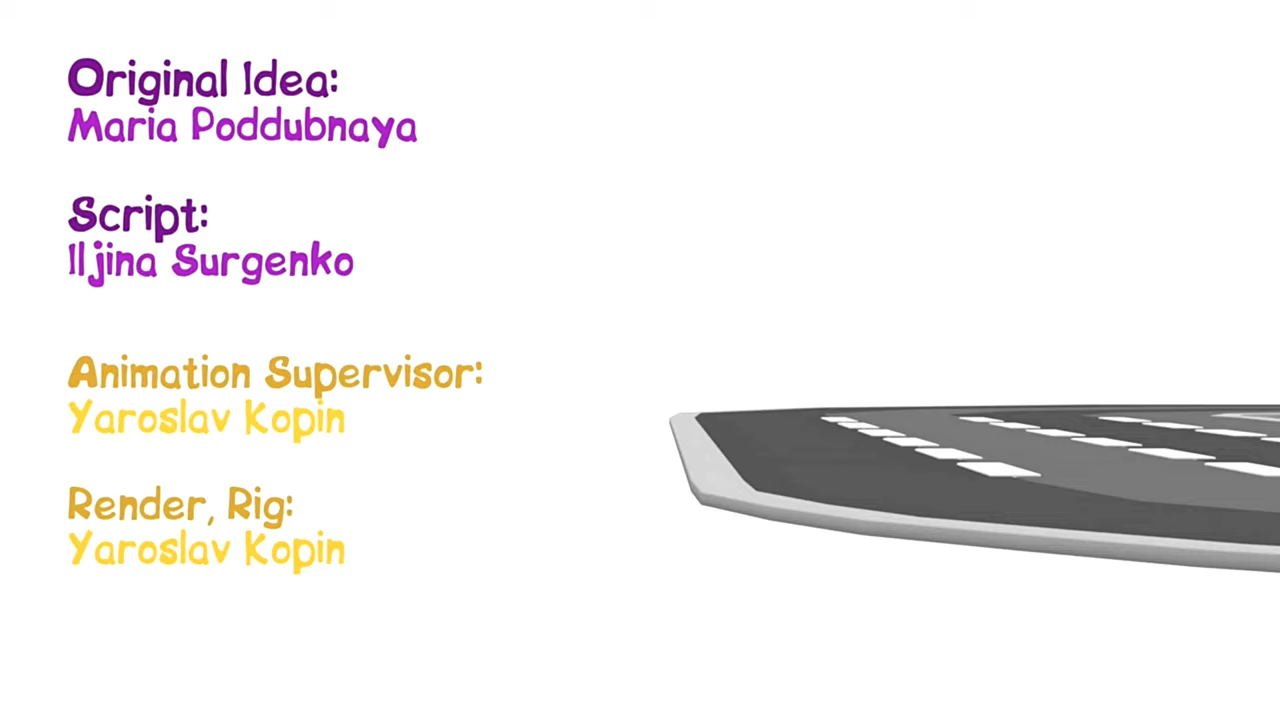 Original Idea:
Maria Poddubnaya
Script:
Iljina Surgenko
Animation Supervisor:
Yaroslav Kopin
Render, Rig:
Yaroslav Kopin